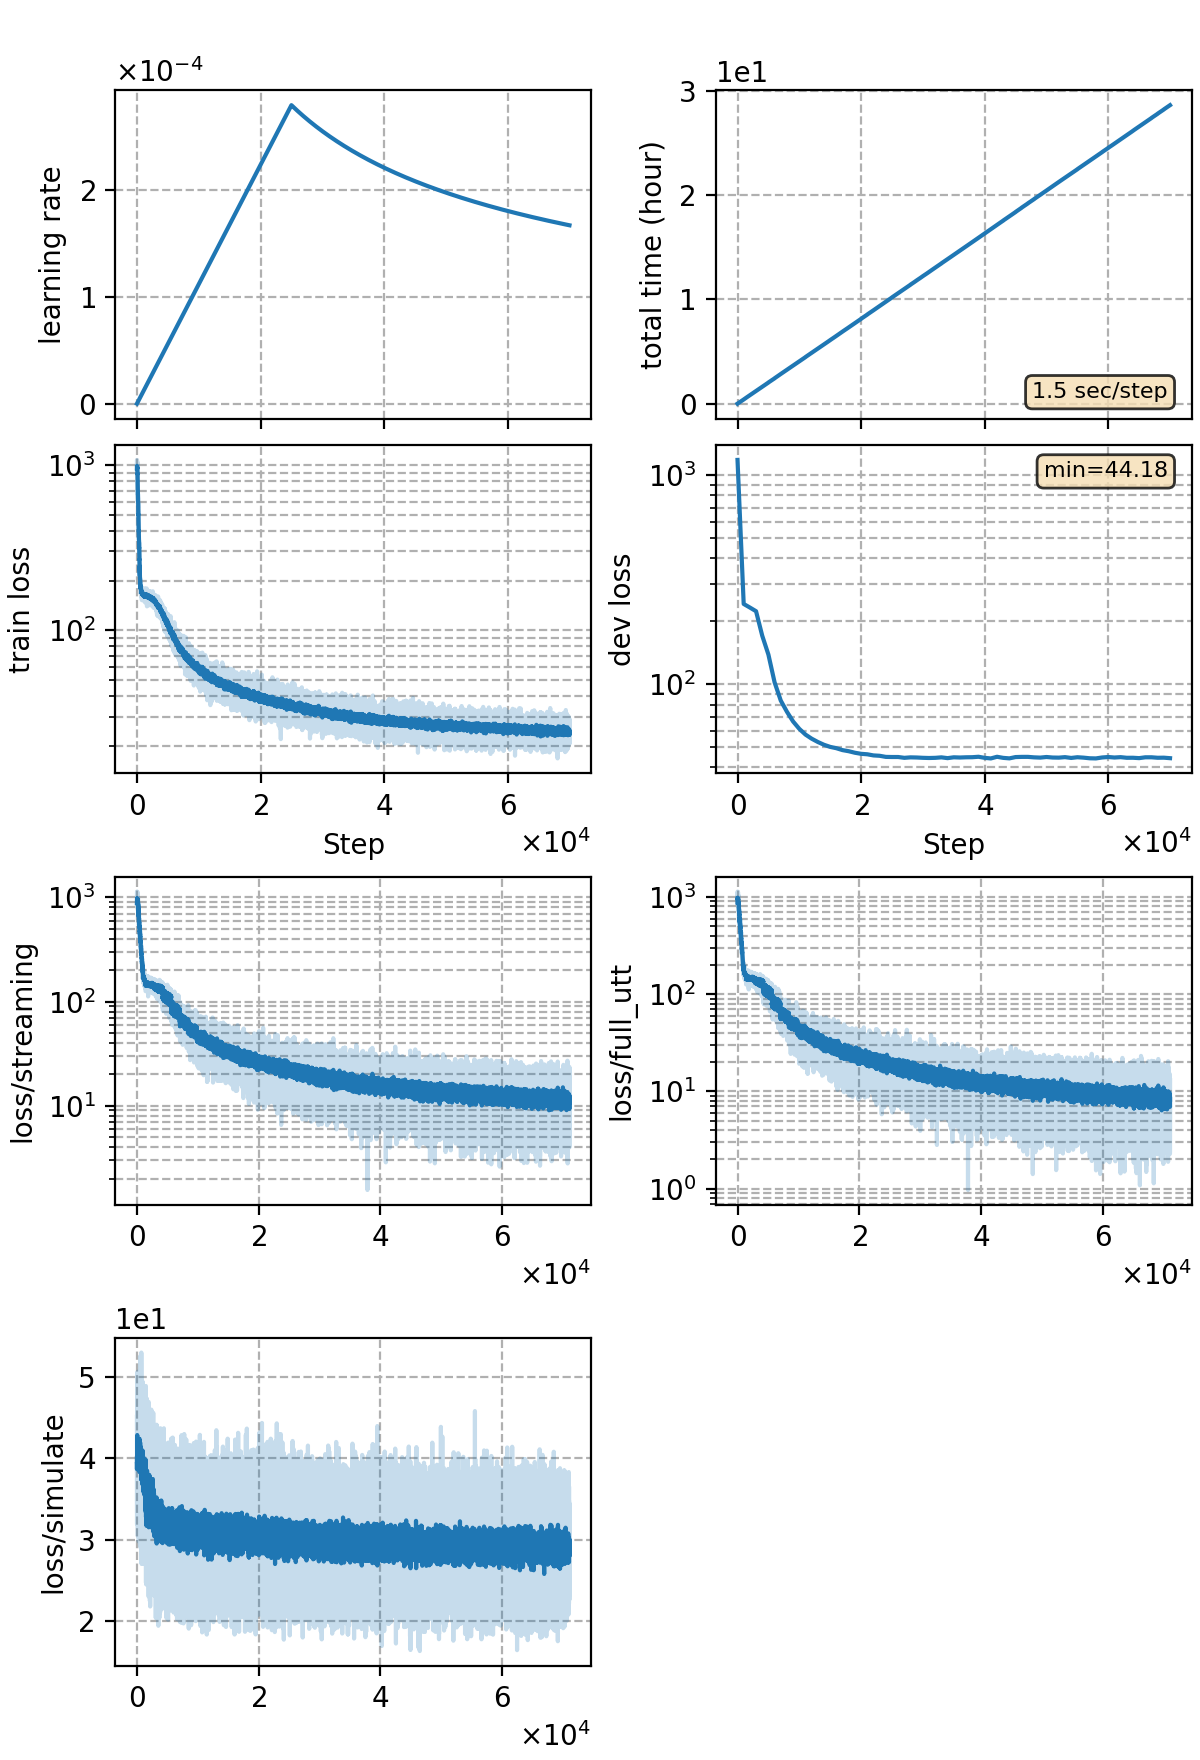 ×10⁻⁴
learning rate
2
1
0
1e1
total time (hour)
3
2
1
0
1.5 sec/step
train loss
10³
10²
0 2 4 6
Step
×10⁴
dev loss
10³
10²
min=44.18
0 2 4 6
Step
×10⁴
loss/streaming
10³
10²
10¹
0 2 4 6
×10⁴
loss/full_utt
10³
10²
10¹
10⁰
0 2 4 6
×10⁴
1e1
loss/simulate
5
4
3
2
0 2 4 6
×10⁴